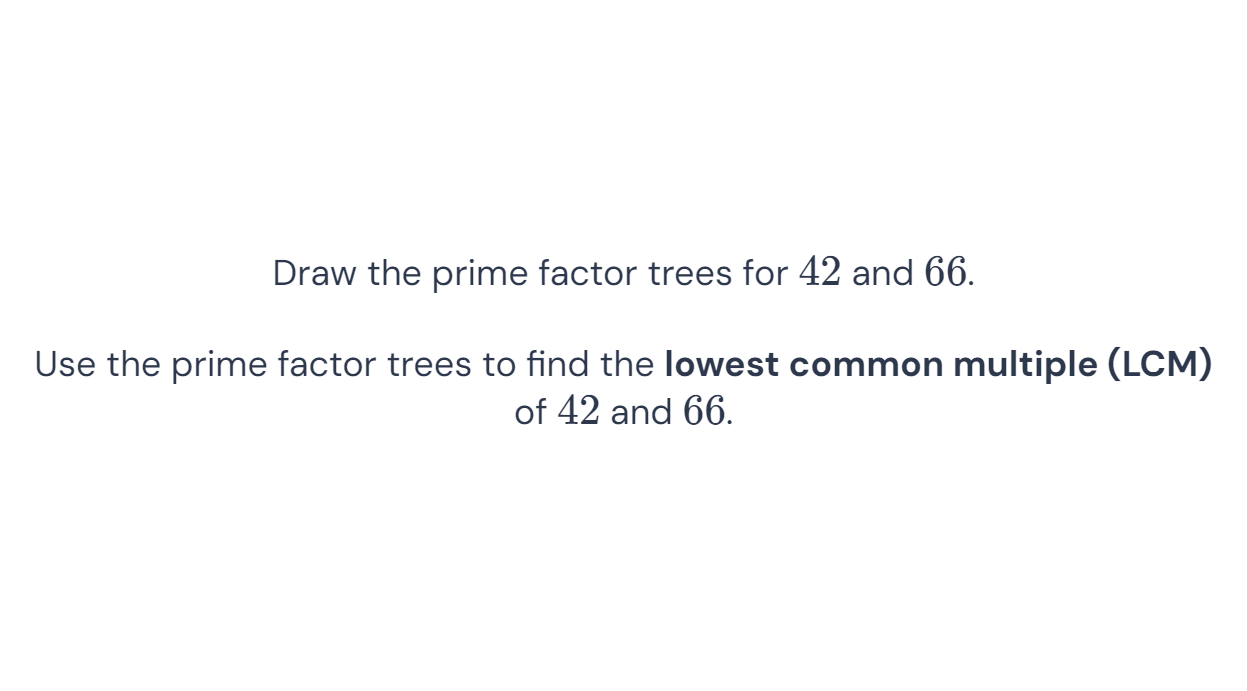 Draw the prime factor trees for 42 and 66.
Use the prime factor trees to find the lowest common multiple (LCM)
of 42 and 66.